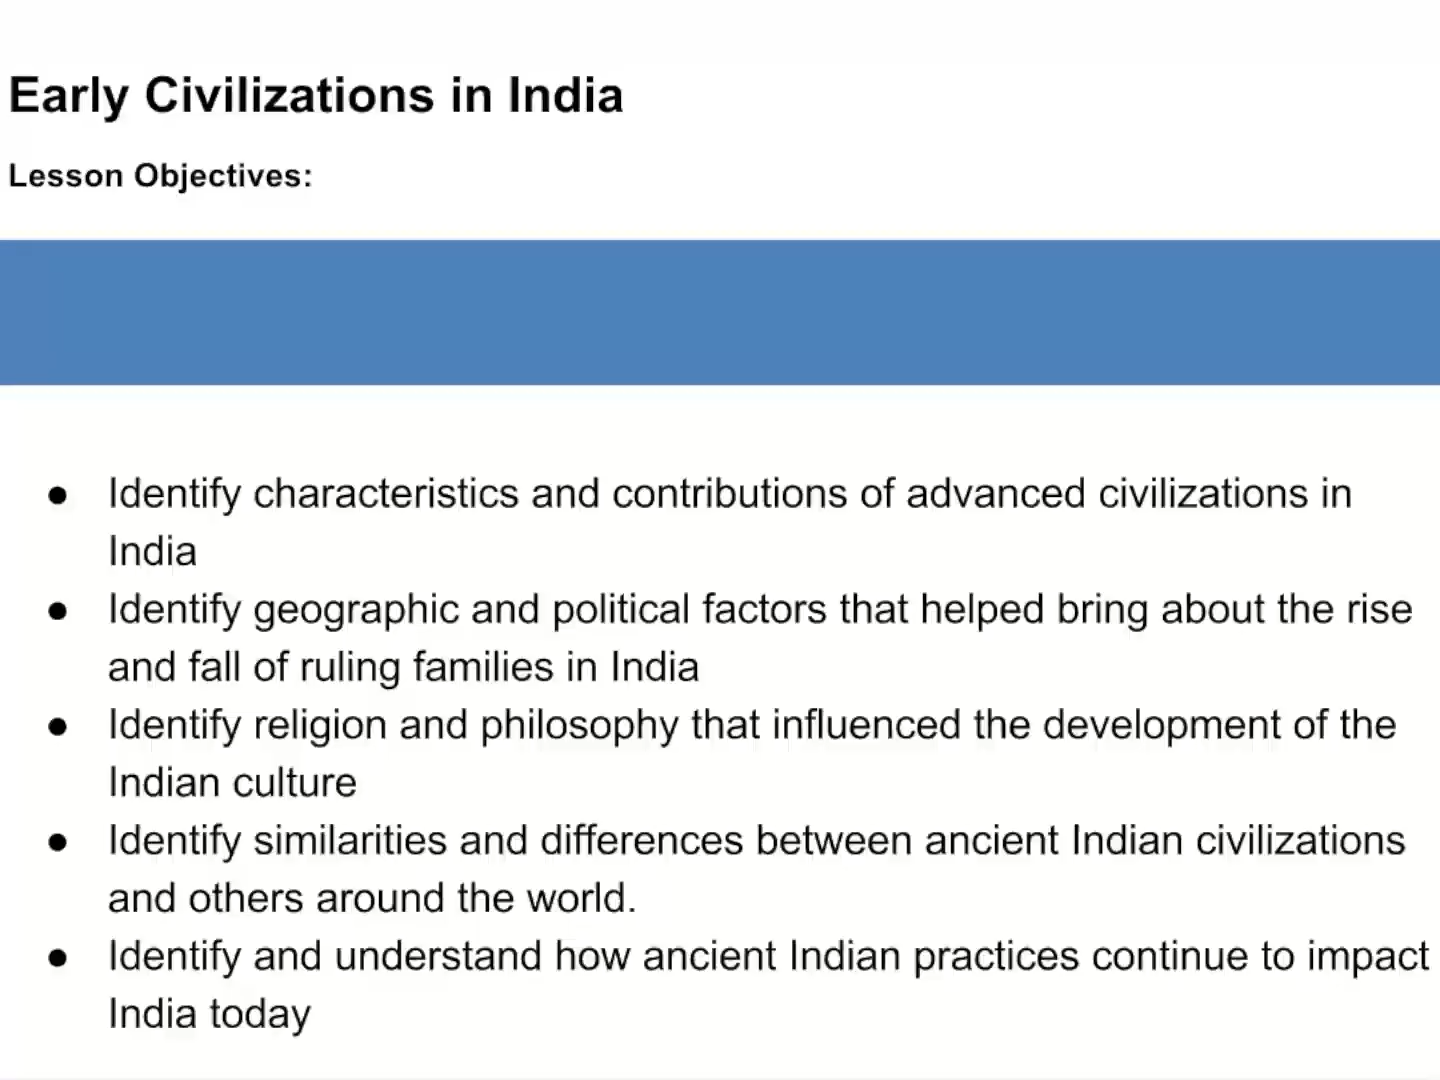 Early Civilizations in India
Lesson Objectives:
● Identify characteristics and contributions of advanced civilizations in
India
● Identify geographic and political factors that helped bring about the rise
and fall of ruling families in India
● Identify religion and philosophy that influenced the development of the
Indian culture
● Identify similarities and differences between ancient Indian civilizations
and others around the world.
● Identify and understand how ancient Indian practices continue to impact
India today